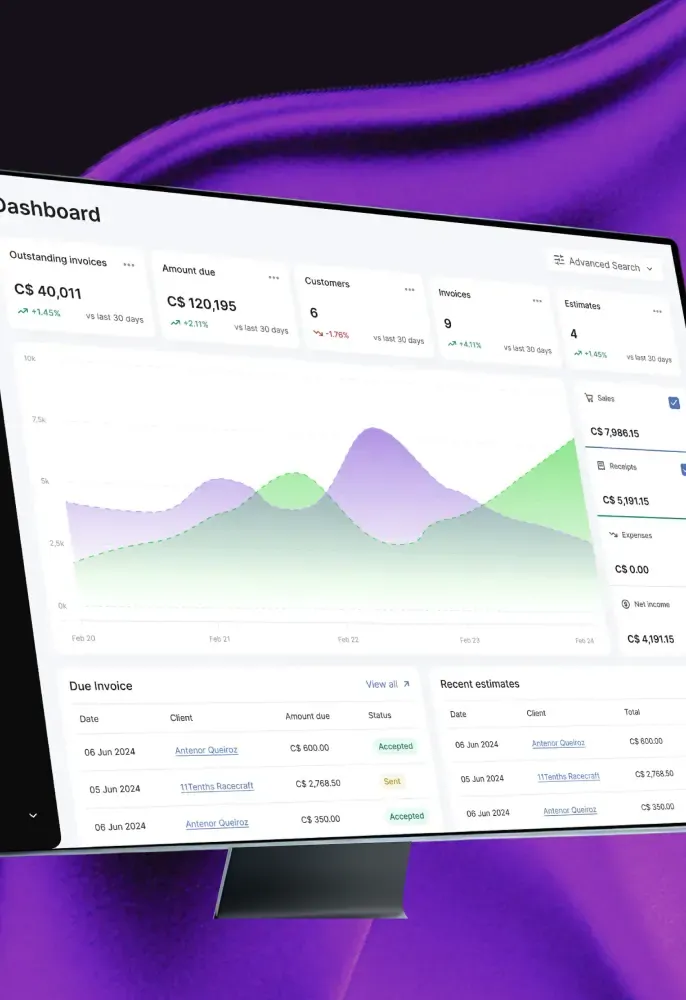 Dashboard
Advanced Search
Outstanding invoices
C$ 40,011
+1.45% vs last 30 days
Amount due
C$ 120,195
+2.11% vs last 30 days
Customers
6
-1.76% vs last 30 days
Invoices
9
+4.11% vs last 30 days
Estimates
4
+1.45% vs last 30 days
10k
7,5k
5k
2,5k
0k
Feb 20 Feb 21 Feb 22 Feb 23 Feb 24
Sales
C$ 7,986.15
Receipts
C$ 5,191.15
Expenses
C$ 0.00
Net income
C$ 4,191.15
Due Invoice View all
Date Client Amount due Status
06 Jun 2024 Antenor Queiroz C$ 600.00 Accepted
05 Jun 2024 11Tenths Racecraft C$ 2,768.50 Sent
06 Jun 2024 Antenor Queiroz C$ 350.00 Accepted
Recent estimates
Date Client Total
06 Jun 2024 Antenor Queiroz C$ 600.00
05 Jun 2024 11Tenths Racecraft C$ 2,768.50
06 Jun 2024 Antenor Queiroz C$ 350.00